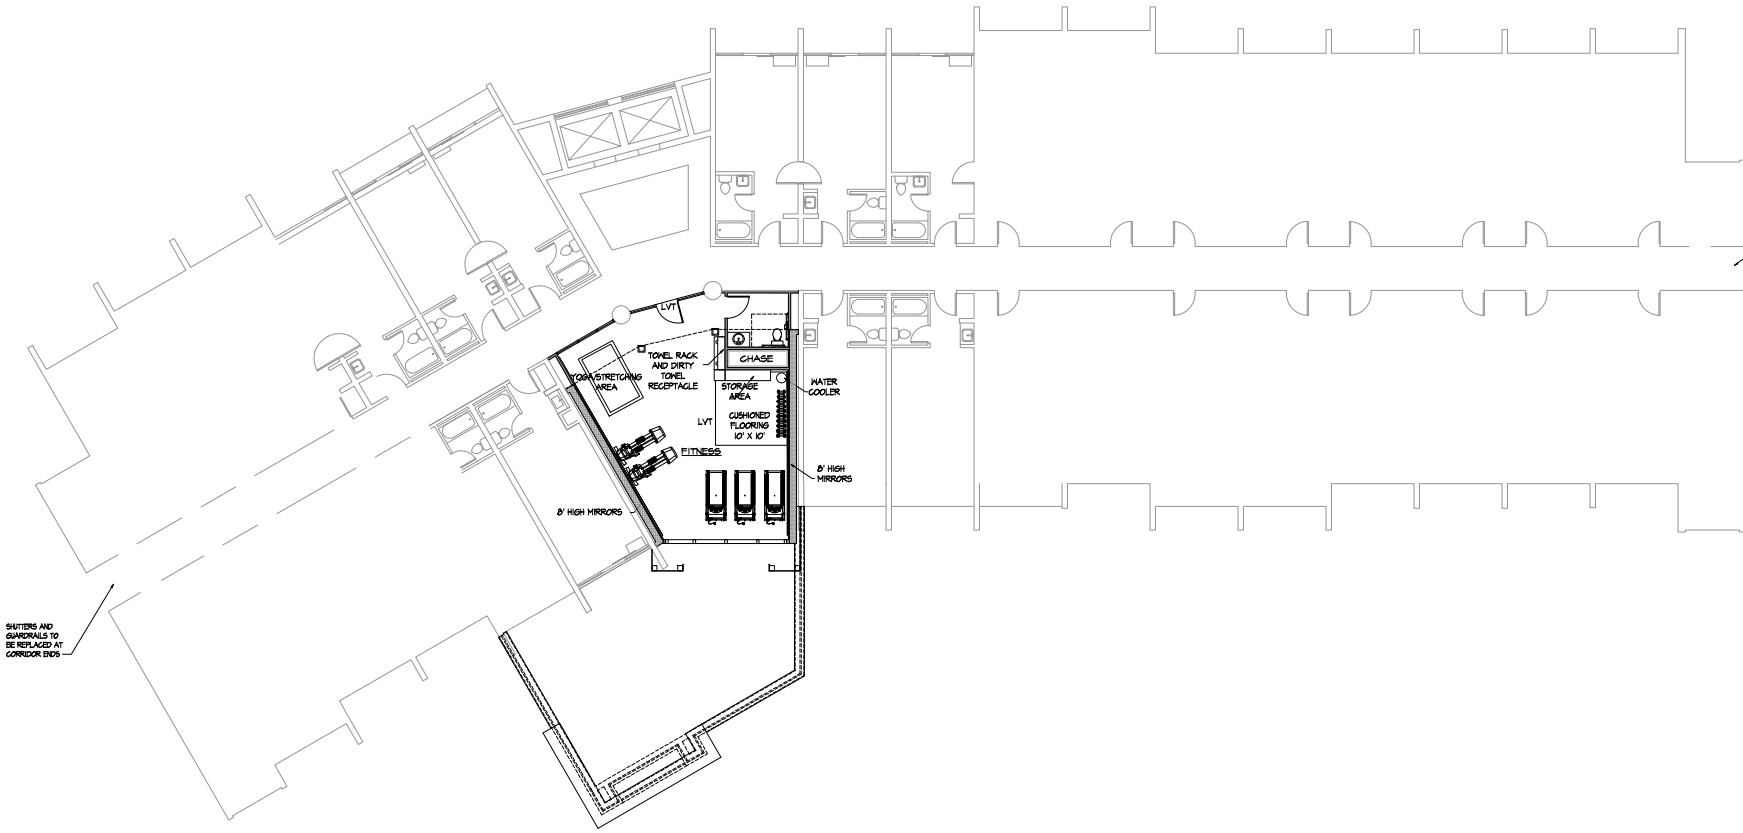 LVT
TOWEL RACK
AND DIRTY
TOWEL
RECEPTACLE
CHASE
YOGA/STRETCHING
AREA
STORAGE
AREA
WATER
COOLER
LVT
CUSHIONED
FLOORING
10' X 10'
FITNESS
8' HIGH
MIRRORS
8' HIGH MIRRORS
SHUTTERS AND
GUARDRAILS TO
BE REPLACED AT
CORRIDOR ENDS